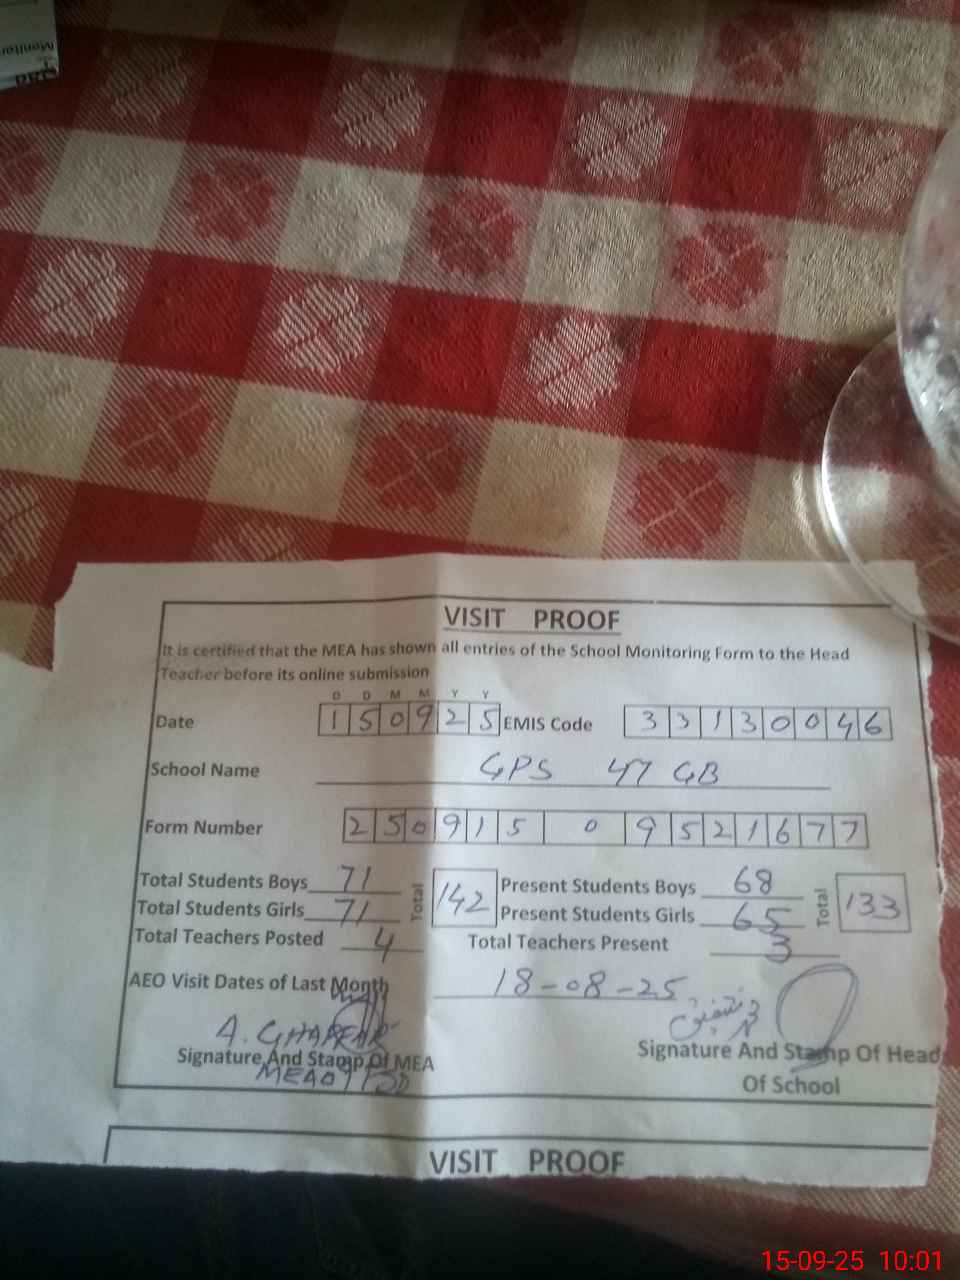 Monitor
VISIT PROOF
It is certified that the MEA has shown all entries of the School Monitoring Form to the Head
Teacher before its online submission
D D M M Y Y
Date 1 5 0 9 2 5 EMIS Code 3 3 1 3 0 0 4 6
School Name GPS 47 GB
Form Number 2 5 0 9 1 5 0 9 5 2 1 6 7 7
Total Students Boys 71 Total 142 Present Students Boys 68 Total 133
Total Students Girls 71 Present Students Girls 65
Total Teachers Posted 4 Total Teachers Present 3
AEO Visit Dates of Last Month 18-08-25
A. GHAFFAR
Signature And Stamp Of MEA Signature And Stamp Of Head
Of School
VISIT PROOF
15-09-25 10:01